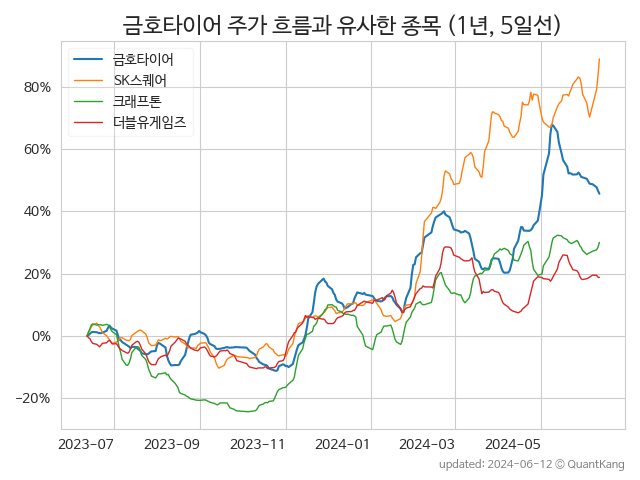 금호타이어 주가 흐름과 유사한 종목 (1년, 5일선)
금호타이어
SK스퀘어
크래프톤
더블유게임즈
80%
60%
40%
20%
0%
−20%
2023-07 2023-09 2023-11 2024-01 2024-03 2024-05
updated: 2024-06-12 © QuantKang